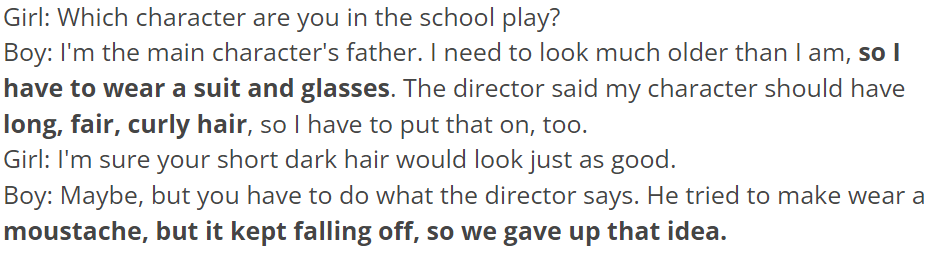 Girl: Which character are you in the school play?
Boy: I'm the main character's father. I need to look much older than I am, so I
have to wear a suit and glasses. The director said my character should have
long, fair, curly hair, so I have to put that on, too.
Girl: I'm sure your short dark hair would look just as good.
Boy: Maybe, but you have to do what the director says. He tried to make wear a
moustache, but it kept falling off, so we gave up that idea.